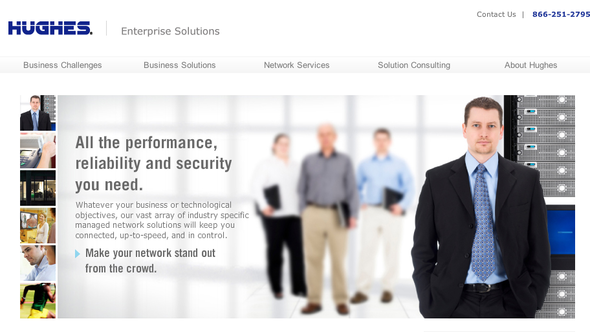 Contact Us | 866-251-2795
HUGHES.
Enterprise Solutions
Business Challenges Business Solutions Network Services Solution Consulting About Hughes
All the performance,
reliability and security
you need.
Whatever your business or technological
objectives, our vast array of industry specific
managed network solutions will keep you
connected, up-to-speed, and in control.
Make your network stand out
from the crowd.